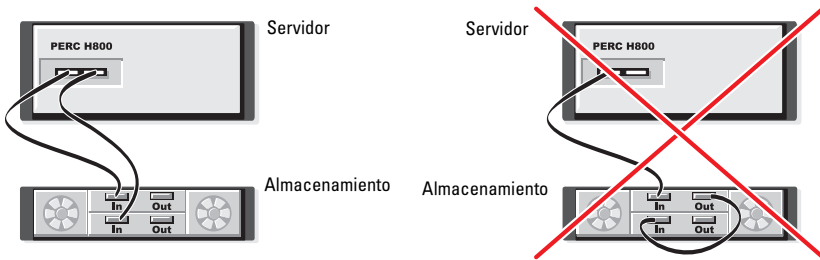 Servidor
PERC H800
Almacenamiento
In Out
In Out
Servidor
PERC H800
Almacenamiento
In Out
In Out